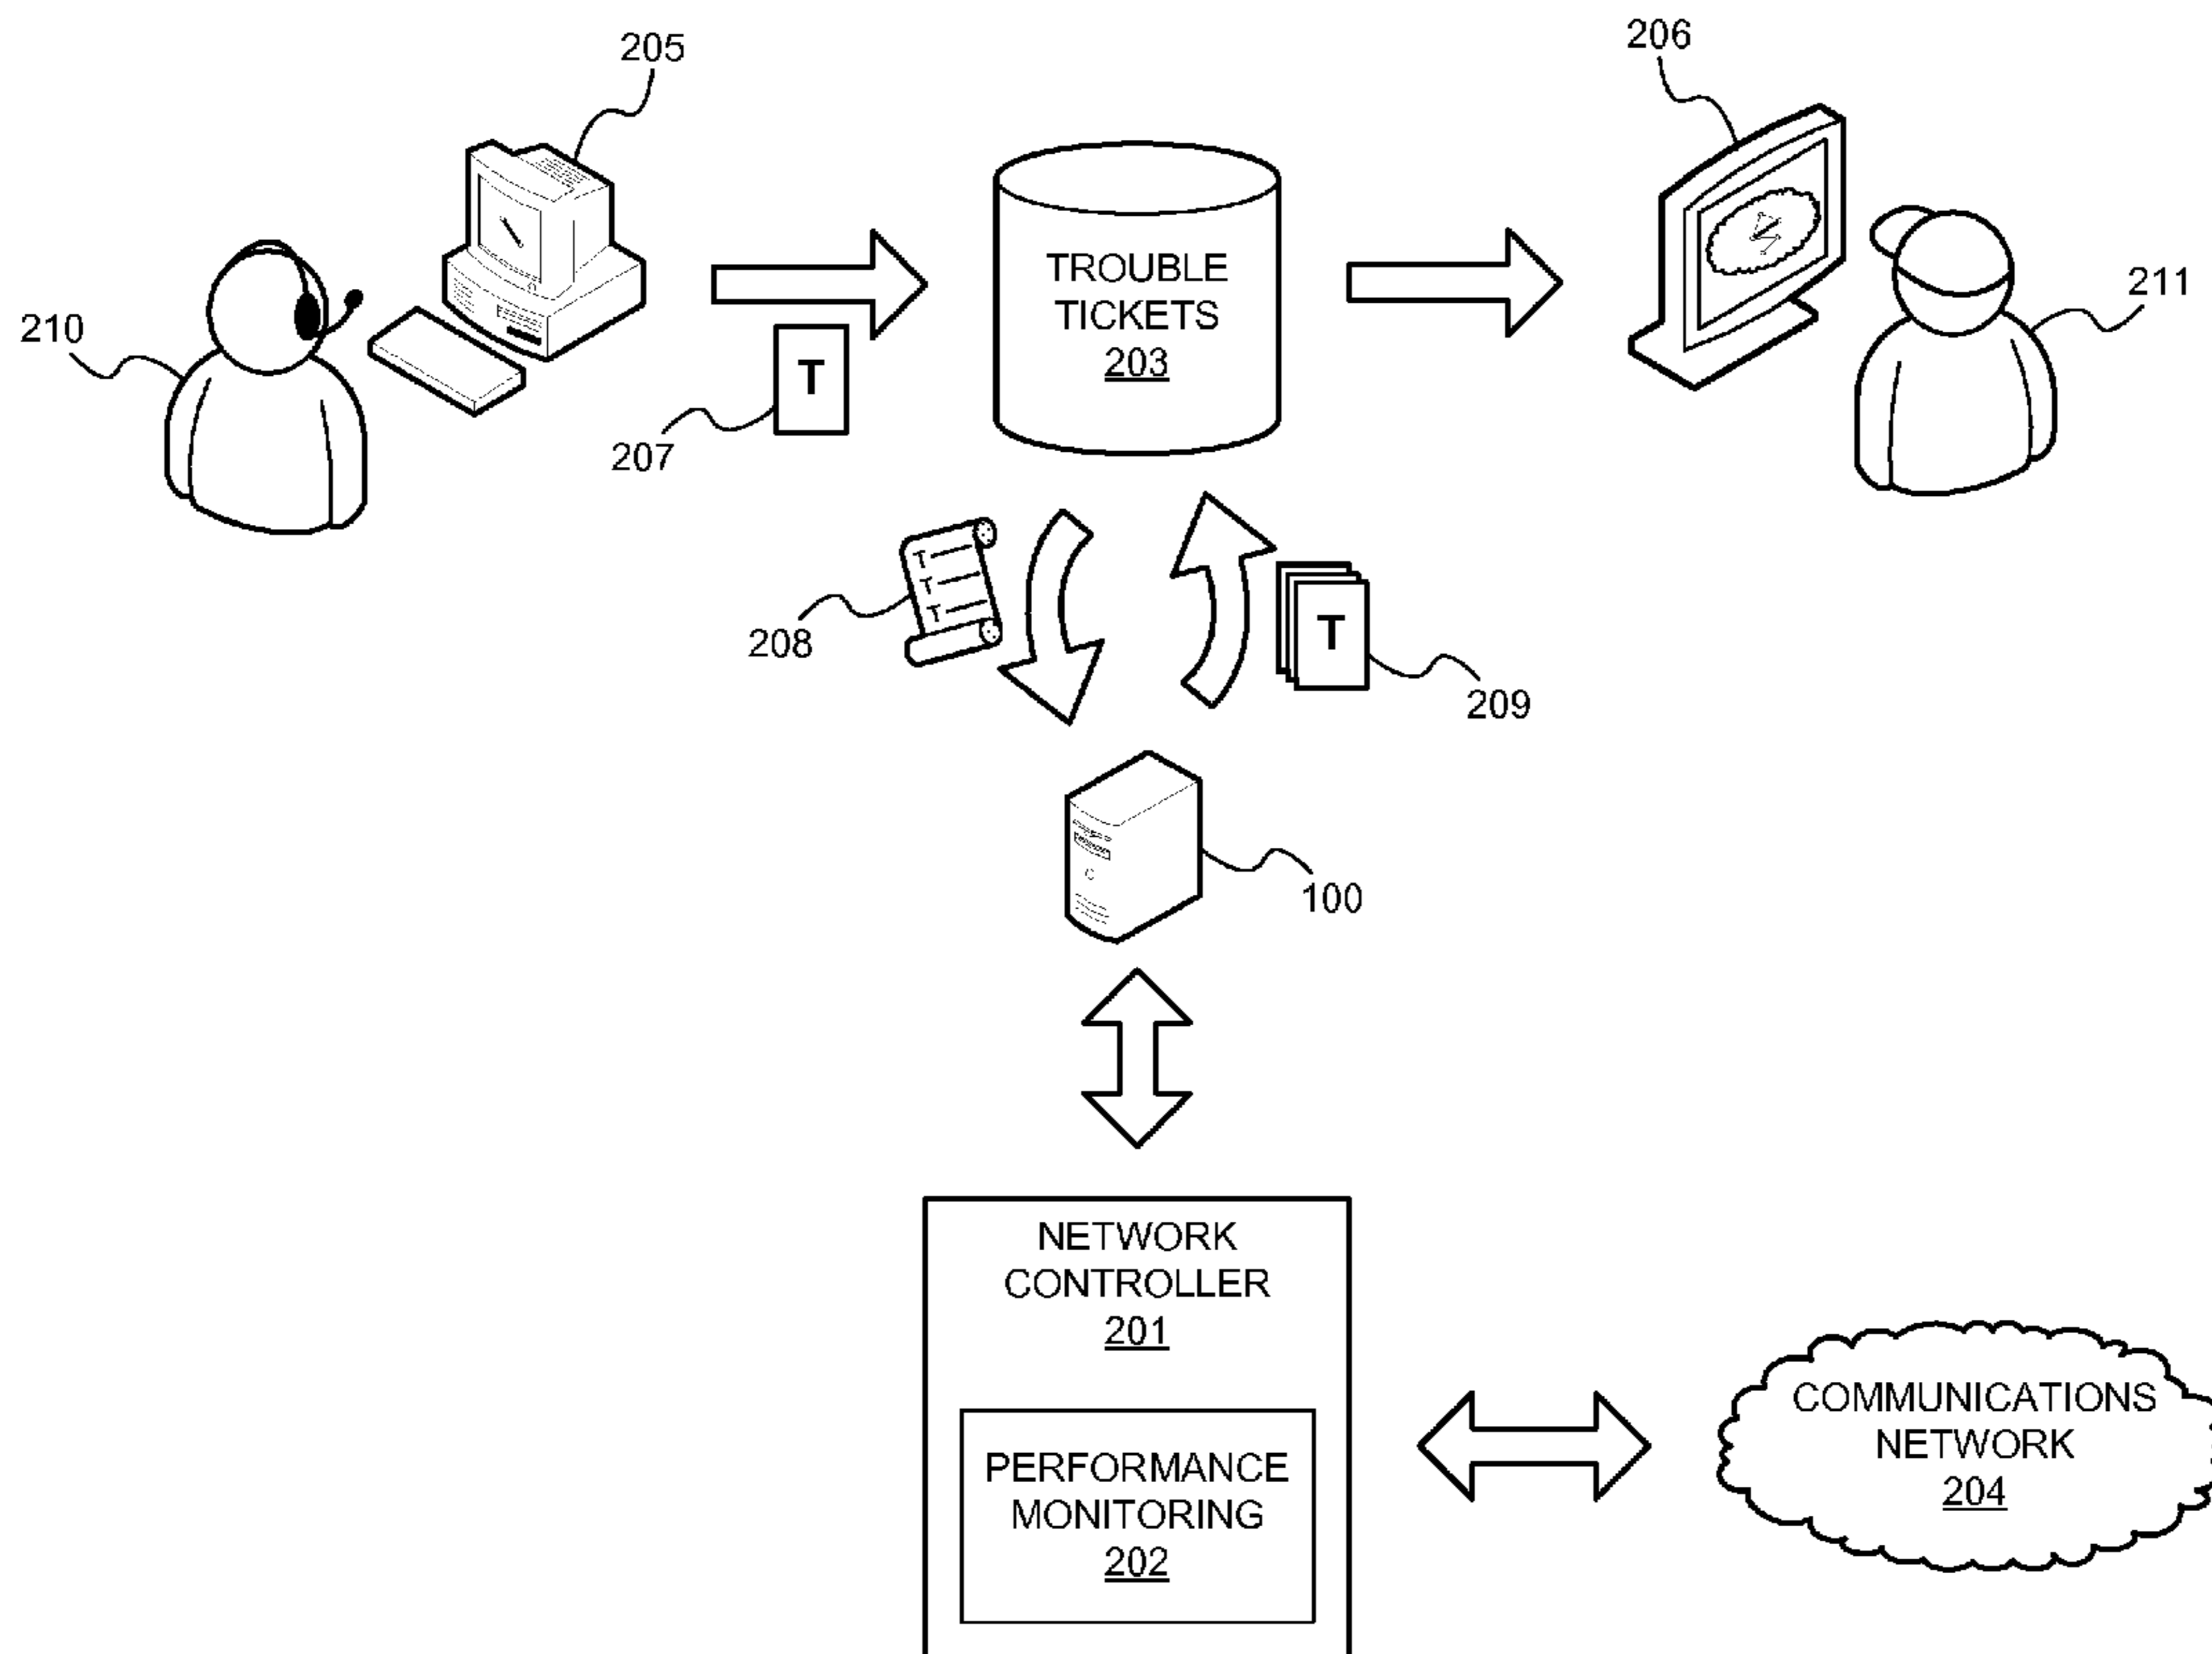 205
206
TROUBLE
TICKETS
203
210
211
T
207
T
T
T
208
T
209
100
NETWORK
CONTROLLER
201
PERFORMANCE
MONITORING
202
COMMUNICATIONS
NETWORK
204